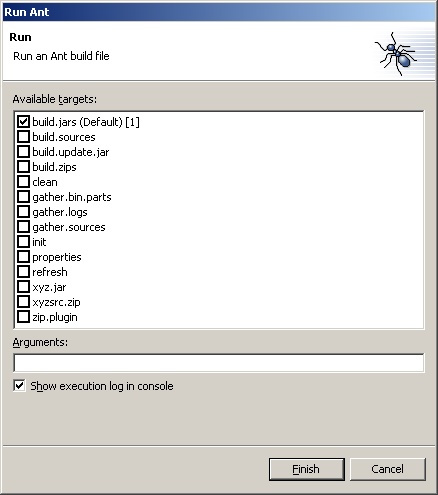 Run Ant
Run
Run an Ant build file
Available targets:
build.jars (Default) [1]
build.sources
build.update.jar
build.zips
clean
gather.bin.parts
gather.logs
gather.sources
init
properties
refresh
xyz.jar
xyzsrc.zip
zip.plugin
Arguments:
Show execution log in console
Finish
Cancel